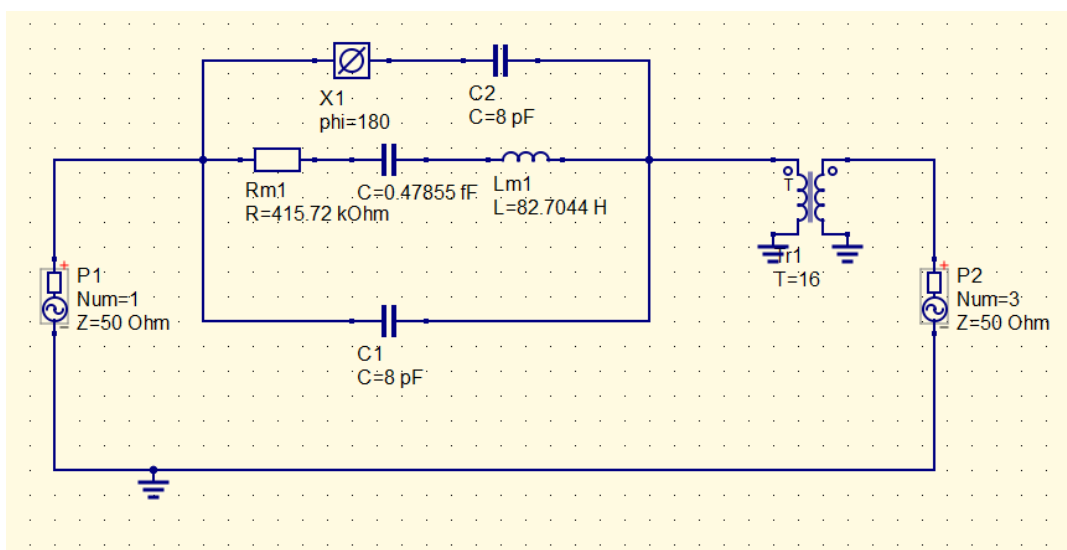 X1
phi=180
C2
C=8 pF
Rm1
R=415.72 kOhm
C=0.47855 fF
Lm1
L=82.7044 H
T
Tr1
T=16
P1
Num=1
Z=50 Ohm
P2
Num=3
Z=50 Ohm
C1
C=8 pF